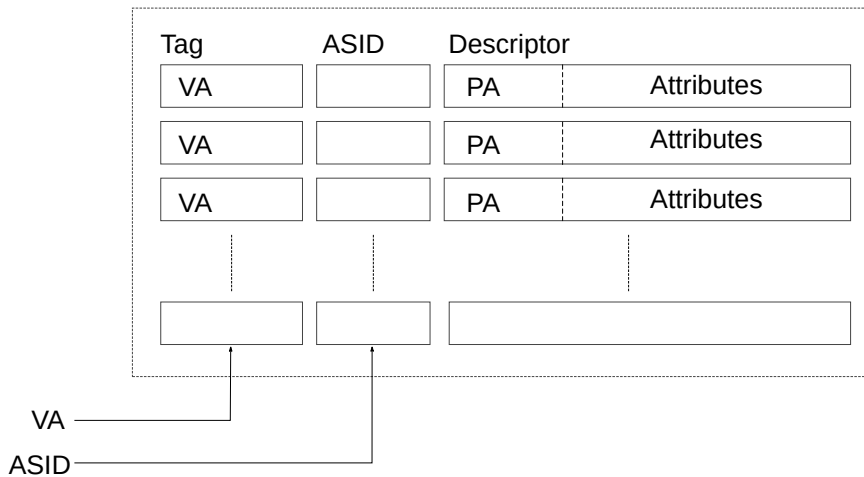 Tag ASID Descriptor
VA PA Attributes
VA PA Attributes
VA PA Attributes
VA
ASID